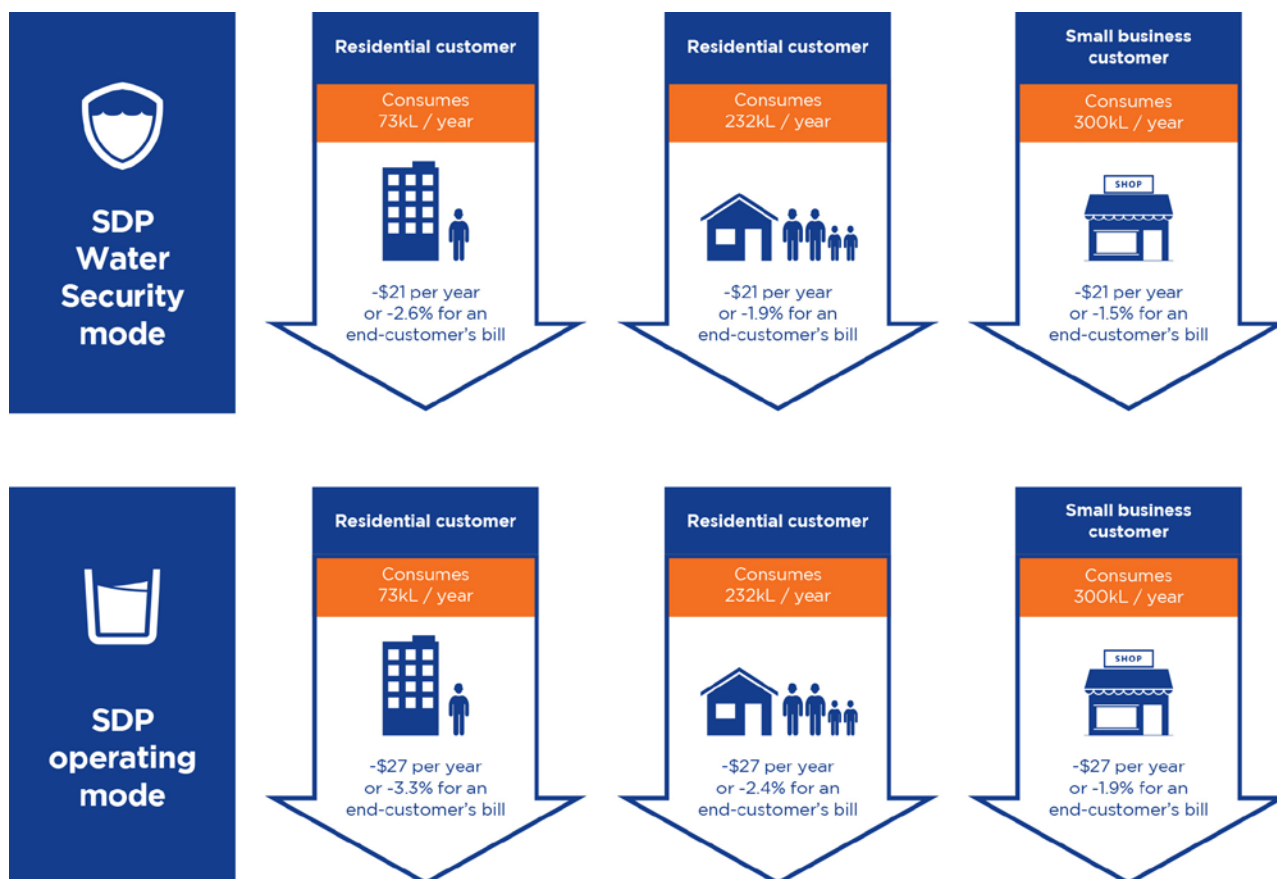 SDP
Water
Security
mode
Residential customer
Consumes
73kL / year
-$21 per year
or -2.6% for an
end-customer's bill
Residential customer
Consumes
232kL / year
-$21 per year
or -1.9% for an
end-customer's bill
Small business
customer
Consumes
300kL / year
SHOP
-$21 per year
or -1.5% for an
end-customer's bill
SDP
operating
mode
Residential customer
Consumes
73kL / year
-$27 per year
or -3.3% for an
end-customer's bill
Residential customer
Consumes
232kL / year
-$27 per year
or -2.4% for an
end-customer's bill
Small business
customer
Consumes
300kL / year
SHOP
-$27 per year
or -1.9% for an
end-customer's bill